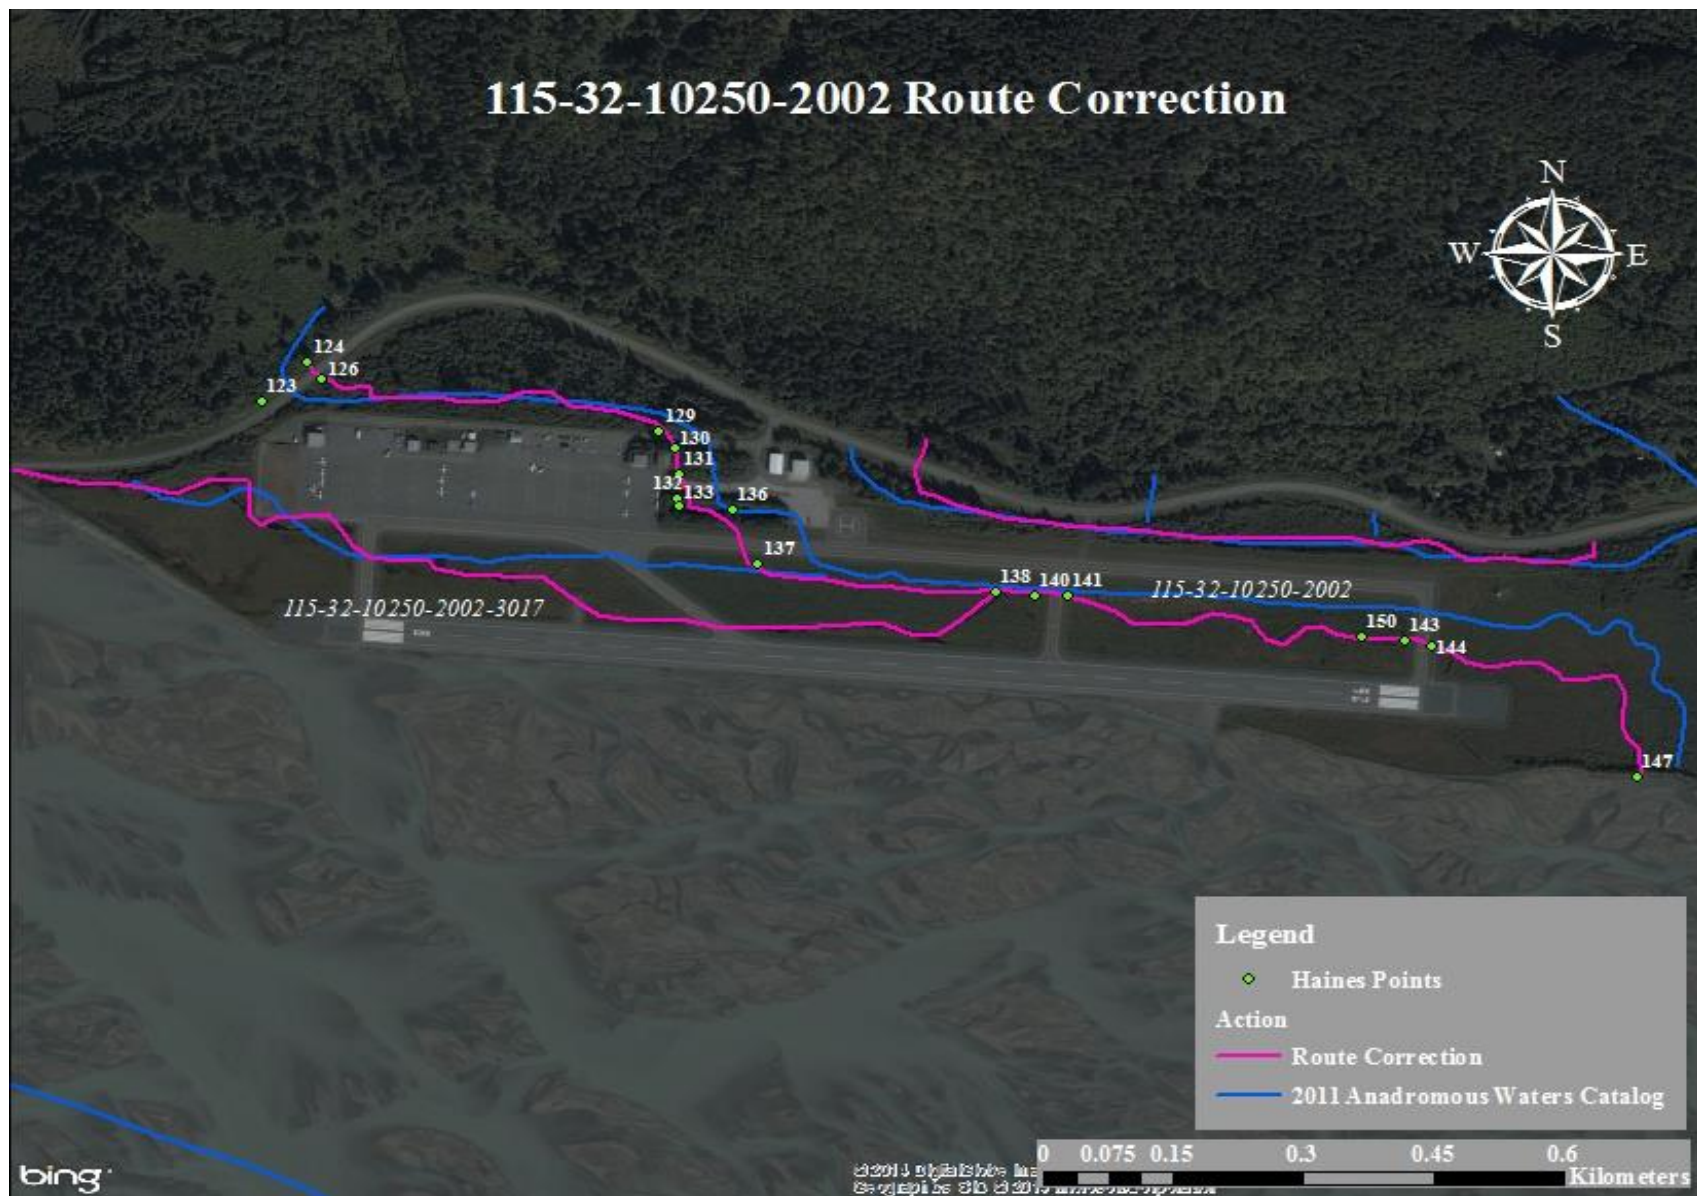 115-32-10250-2002 Route Correction
N
W E
S
124
126
123
129
130
131
132 133 136
137
138 140 141 115-32-10250-2002
115-32-10250-2002-3017
150 143
144
147
Legend
Haines Points
Action
Route Correction
2011 Anadromous Waters Catalog
0 0.075 0.15 0.3 0.45 0.6
Kilometers
bing